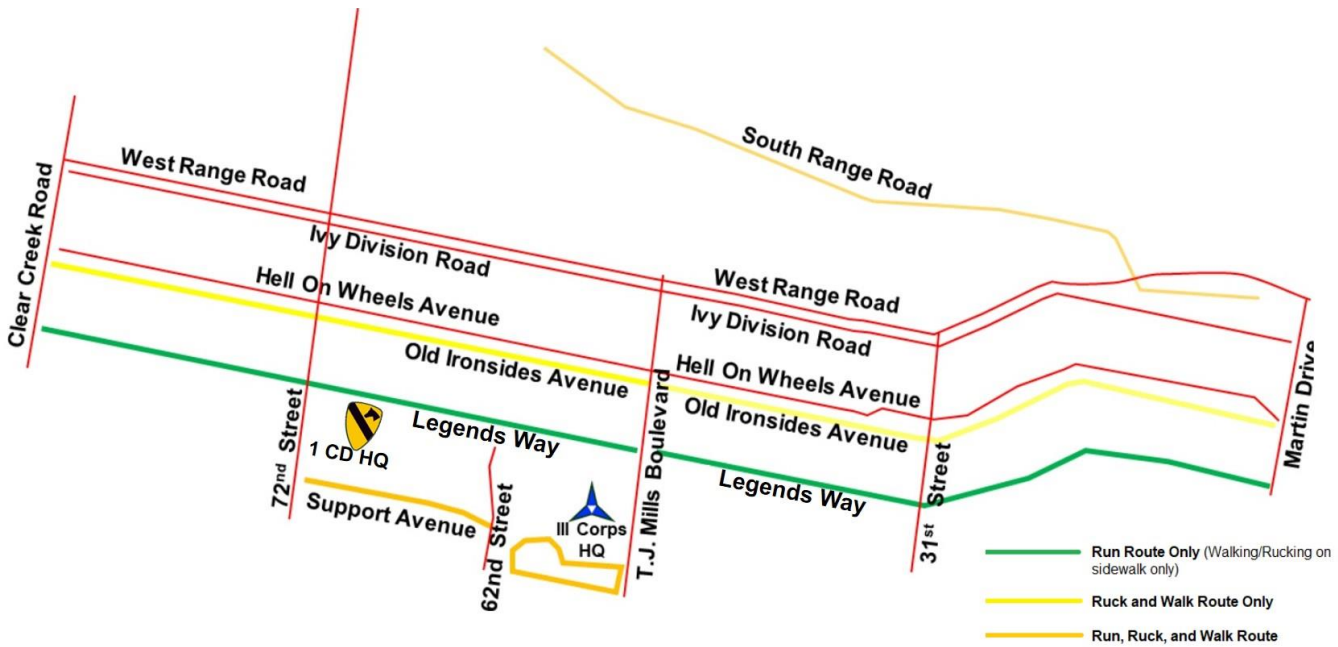 South Range Road
West Range Road
Clear Creek Road
Ivy Division Road
Hell On Wheels Avenue
West Range Road
Ivy Division Road
Old Ironsides Avenue
Hell On Wheels Avenue
Old Ironsides Avenue
Martin Drive
Legends Way
72nd Street
1 CD HQ
T.J. Mills Boulevard
Legends Way
31st Street
Support Avenue
62nd Street
III Corps
HQ
Run Route Only (Walking/Rucking on
sidewalk only)
Ruck and Walk Route Only
Run, Ruck, and Walk Route